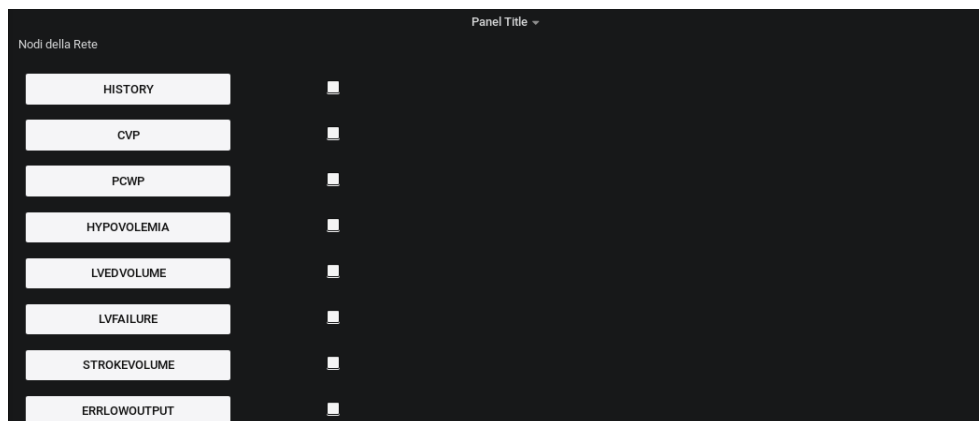 Panel Title
Nodi della Rete
HISTORY
CVP
PCWP
HYPOVOLEMIA
LVEDVOLUME
LVFAILURE
STROKEVOLUME
ERRLOWOUTPUT